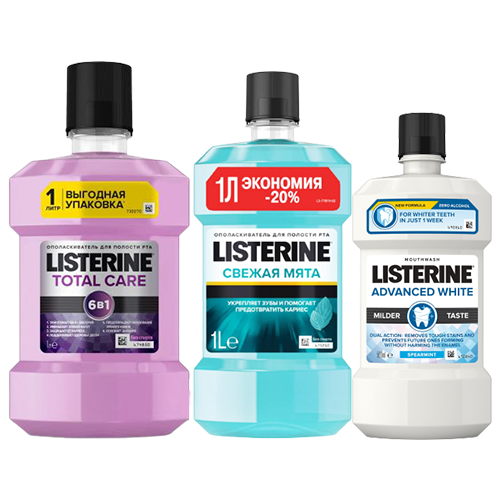 1
ЛИТР
ВЫГОДНАЯ
УПАКОВКА
ОПОЛАСКИВАТЕЛЬ ДЛЯ ПОЛОСТИ РТА
LISTERINE
TOTAL CARE
6 в 1
1л
1Л ЭКОНОМИЯ
-20%
ОПОЛАСКИВАТЕЛЬ ДЛЯ ПОЛОСТИ РТА
LISTERINE
СВЕЖАЯ МЯТА
УКРЕПЛЯЕТ ЗУБЫ И ПОМОГАЕТ
ПРЕДОТВРАТИТЬ КАРИЕС
1L℮
NEW FORMULA
ZERO ALCOHOL
FOR WHITER TEETH
IN JUST 1 WEEK
MOUTHWASH
LISTERINE
ADVANCED WHITE
MILDER TASTE
DUAL ACTION: REMOVES TOUGH STAINS AND
PREVENTS FUTURE ONES FORMING
WITHOUT HARMING THE ENAMEL
SPEARMINT